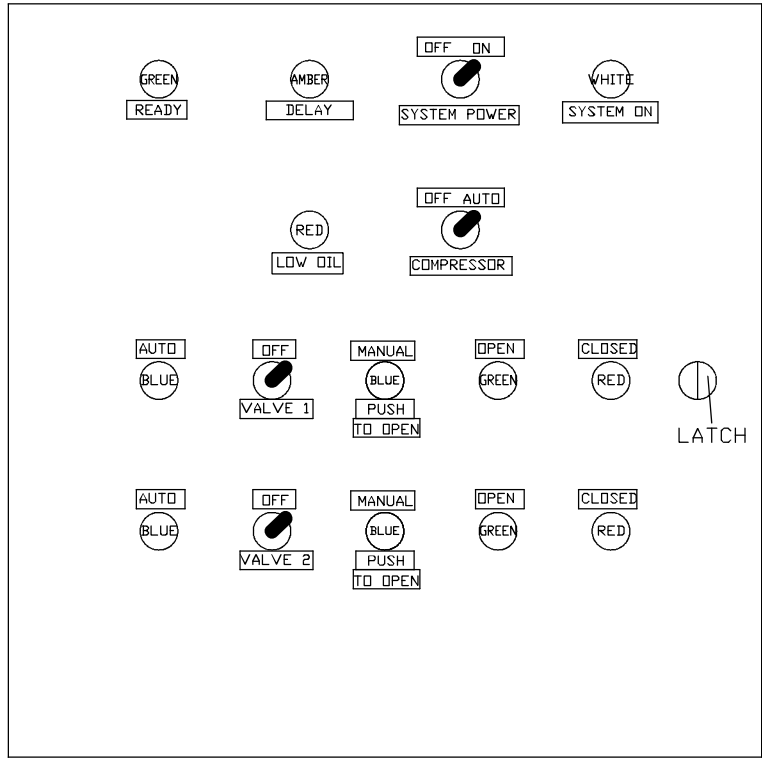 OFF ON
GREEN AMBER WHITE
READY DELAY SYSTEM POWER SYSTEM ON
OFF AUTO
RED
LOW OIL COMPRESSOR
AUTO OFF MANUAL OPEN CLOSED
BLUE BLUE GREEN RED
VALVE 1 PUSH
TO OPEN
LATCH
AUTO OFF MANUAL OPEN CLOSED
BLUE BLUE GREEN RED
VALVE 2 PUSH
TO OPEN